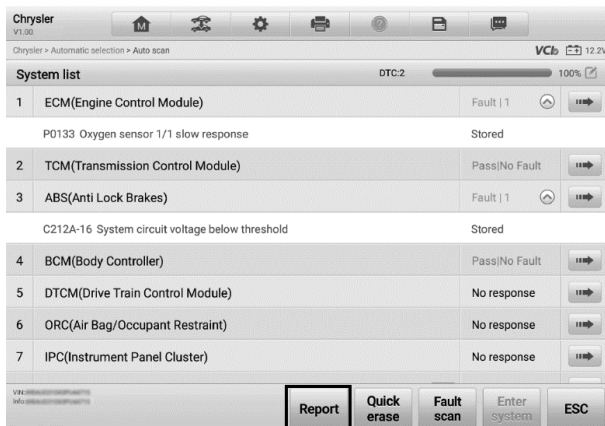 Chrysler
V1.00
Chrysler > Automatic selection > Auto scan
VCI 12.2V
System list DTC:2 100%
1 ECM(Engine Control Module) Fault | 1
P0133 Oxygen sensor 1/1 slow response Stored
2 TCM(Transmission Control Module) Pass|No Fault
3 ABS(Anti Lock Brakes) Fault | 1
C212A-16 System circuit voltage below threshold Stored
4 BCM(Body Controller) Pass|No Fault
5 DTCM(Drive Train Control Module) No response
6 ORC(Air Bag/Occupant Restraint) No response
7 IPC(Instrument Panel Cluster) No response
VIN:
Info:
Report Quick erase Fault scan Enter system ESC